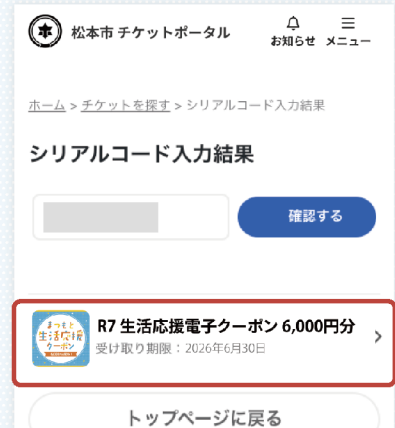 松本市 チケットポータル
お知らせ メニュー
ホーム > チケットを探す > シリアルコード入力結果
シリアルコード入力結果
確認する
まつもと
生活応援
クーポン
R7 生活応援電子クーポン 6,000円分
受け取り期限：2026年6月30日
トップページに戻る